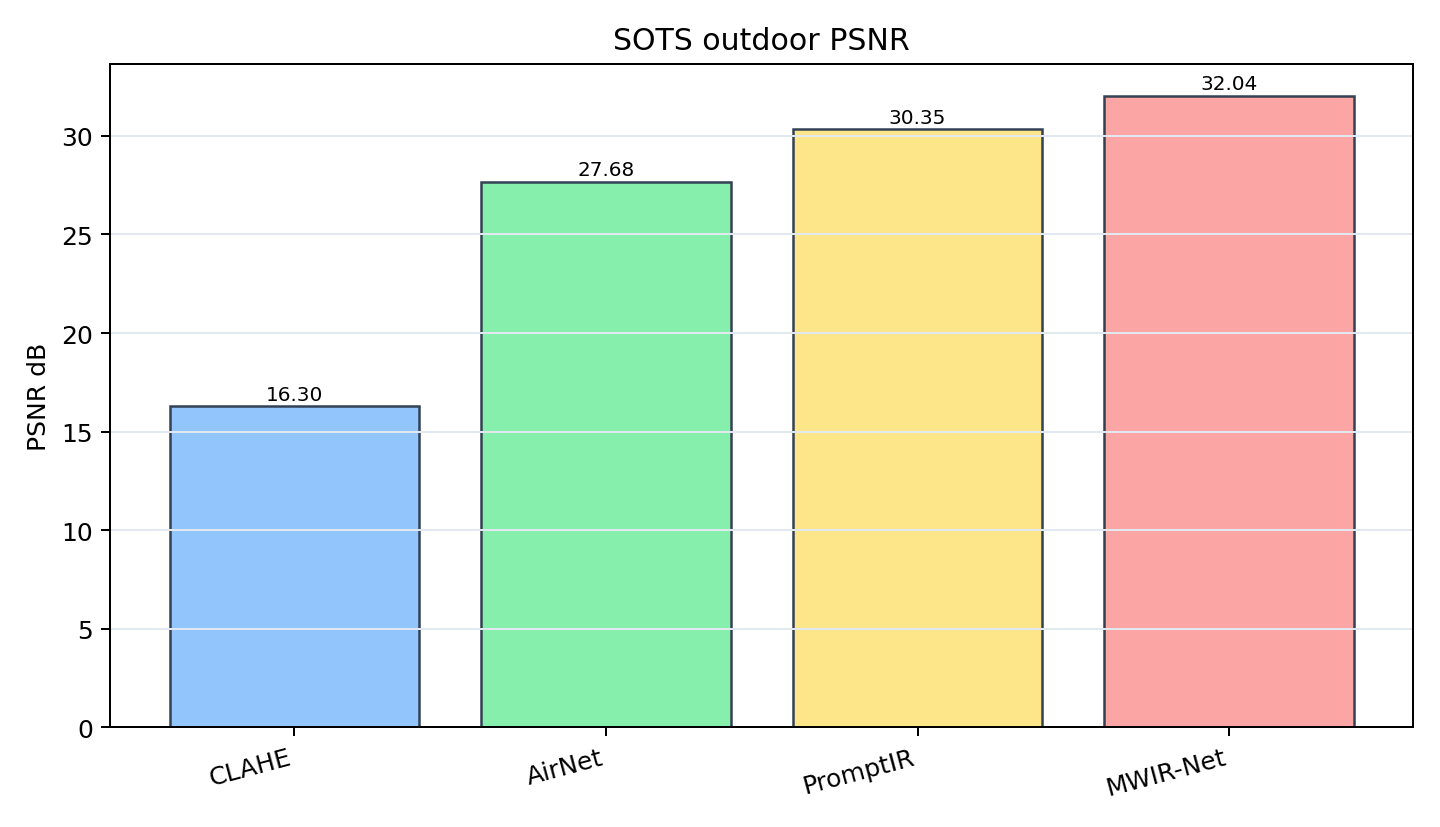 SOTS outdoor PSNR
32.04
30.35
27.68
16.30
30
25
20
15
10
5
0
PSNR dB
CLAHE
AirNet
PromptIR
MWIR-Net